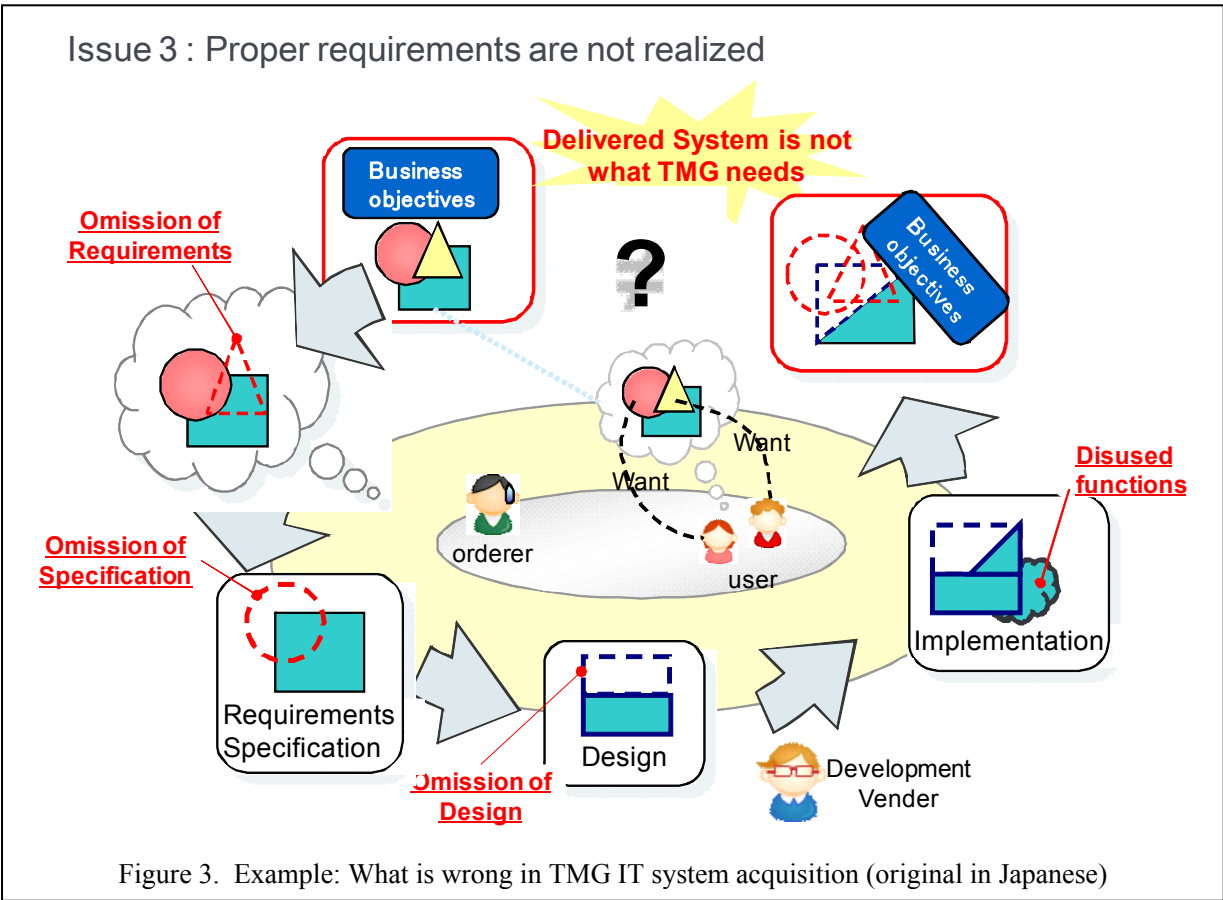 Issue 3 : Proper requirements are not realized
Delivered System is not
what TMG needs
Business
objectives
Omission of
Requirements
?
Business
objectives
Want
Want
Disused
functions
orderer
user
Omission of
Specification
Implementation
Requirements
Specification
Design
Omission of
Design
Development
Vender
Figure 3. Example: What is wrong in TMG IT system acquisition (original in Japanese)